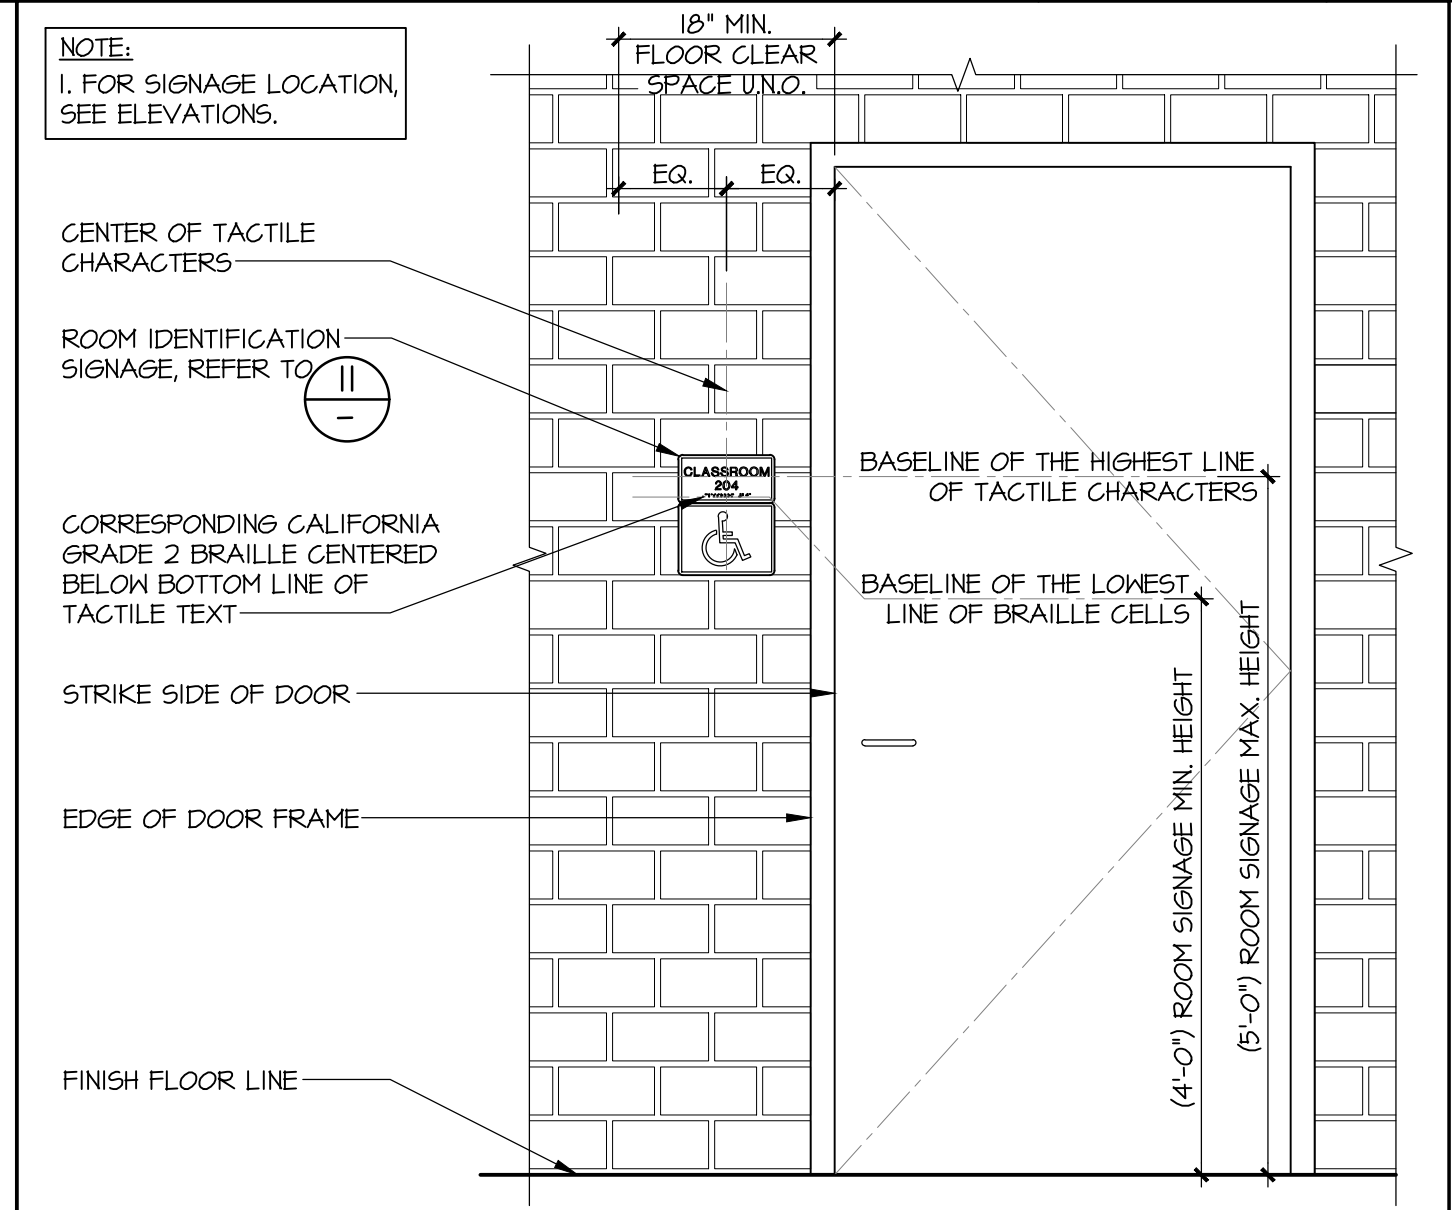 NOTE:
1. FOR SIGNAGE LOCATION,
SEE ELEVATIONS.
18" MIN.
FLOOR CLEAR
SPACE U.N.O.
EQ.
EQ.
CENTER OF TACTILE
CHARACTERS
ROOM IDENTIFICATION
SIGNAGE, REFER TO
11
-
CLASSROOM
204
CORRESPONDING CALIFORNIA
GRADE 2 BRAILLE CENTERED
BELOW BOTTOM LINE OF
TACTILE TEXT
BASELINE OF THE HIGHEST LINE
OF TACTILE CHARACTERS
BASELINE OF THE LOWEST
LINE OF BRAILLE CELLS
STRIKE SIDE OF DOOR
EDGE OF DOOR FRAME
FINISH FLOOR LINE
(4'-0") ROOM SIGNAGE MIN. HEIGHT
(5'-0") ROOM SIGNAGE MAX. HEIGHT